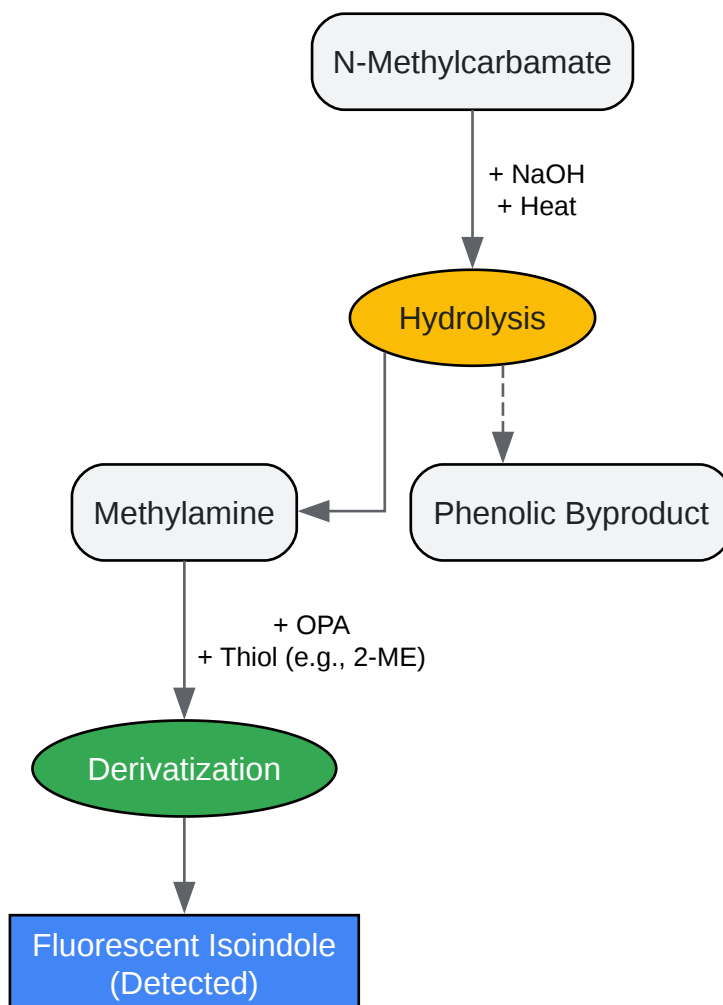 N-Methylcarbamate
+ NaOH
+ Heat
Hydrolysis
Methylamine
Phenolic Byproduct
+ OPA
+ Thiol (e.g., 2-ME)
Derivatization
Fluorescent Isoindole
(Detected)